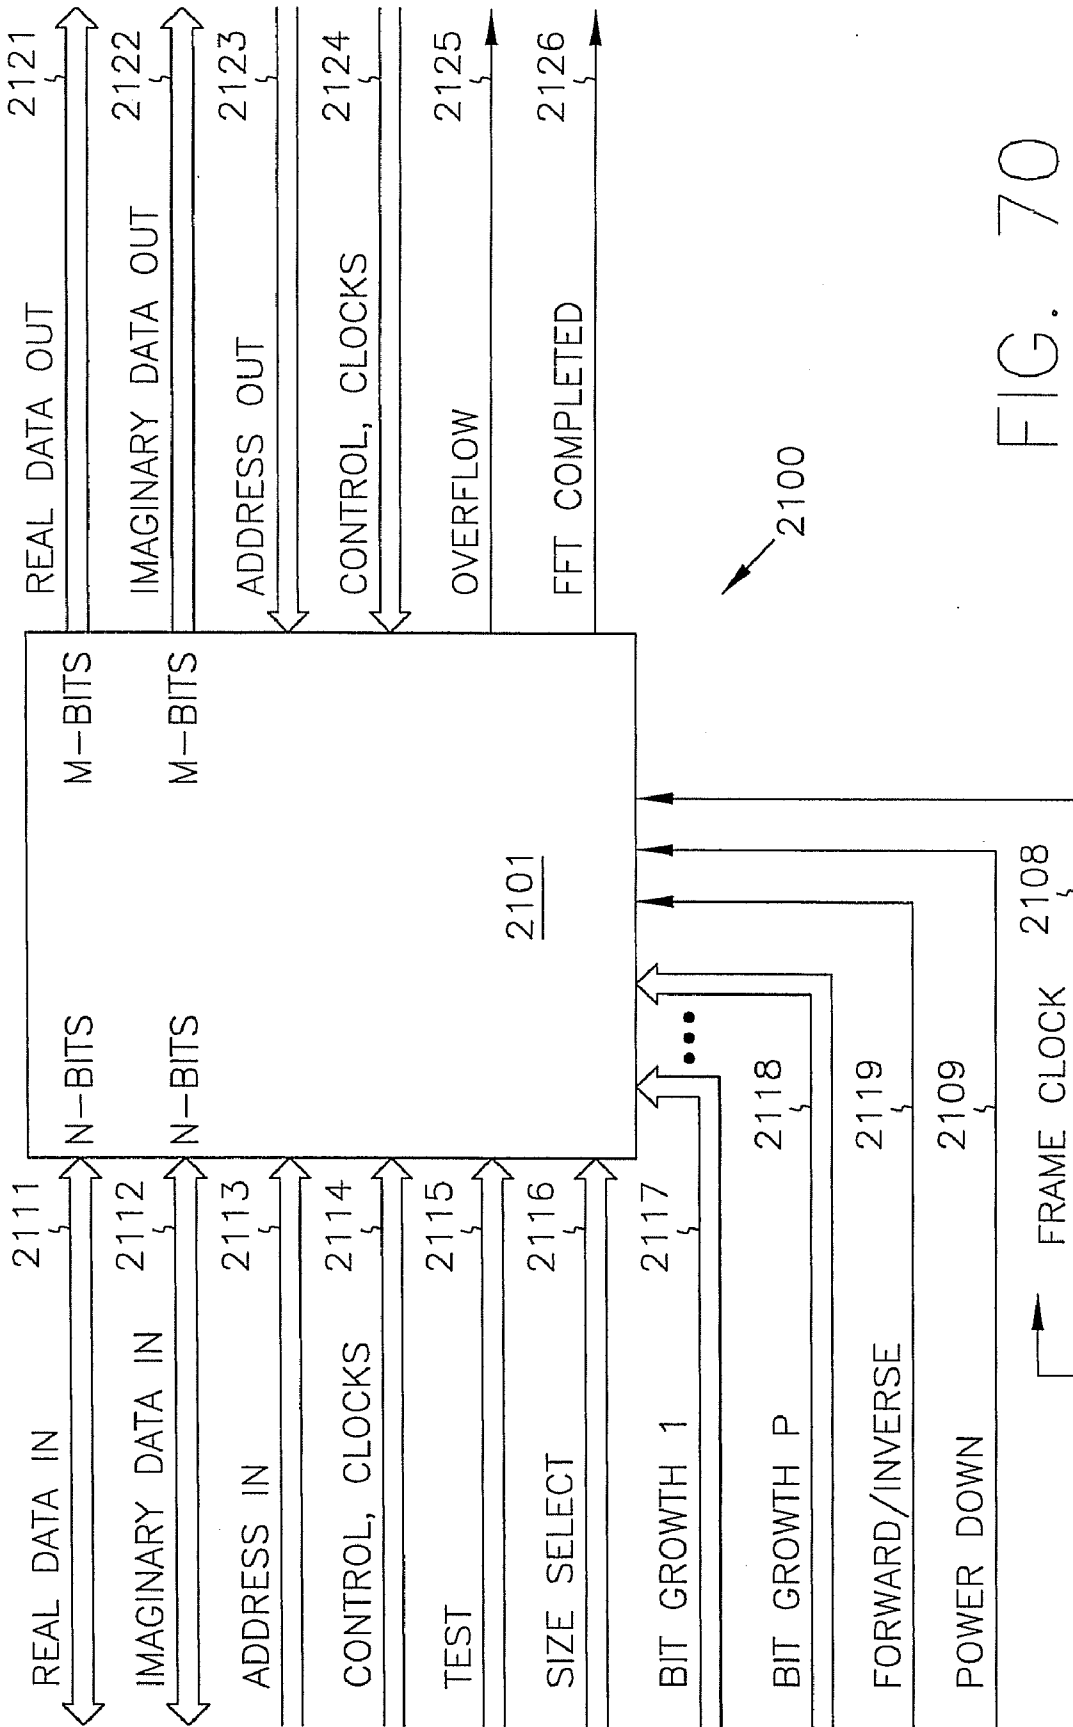 REAL DATA IN
2111
N-BITS
IMAGINARY DATA IN
2112
N-BITS
ADDRESS IN
2113
CONTROL, CLOCKS
2114
TEST
2115
SIZE SELECT
2116
BIT GROWTH 1
2117
BIT GROWTH P
2118
FORWARD/INVERSE
2119
POWER DOWN
2109
FRAME CLOCK
2108
2101
M-BITS
REAL DATA OUT
2121
M-BITS
IMAGINARY DATA OUT
2122
ADDRESS OUT
2123
CONTROL, CLOCKS
2124
OVERFLOW
2125
FFT COMPLETED
2126
2100
FIG. 70